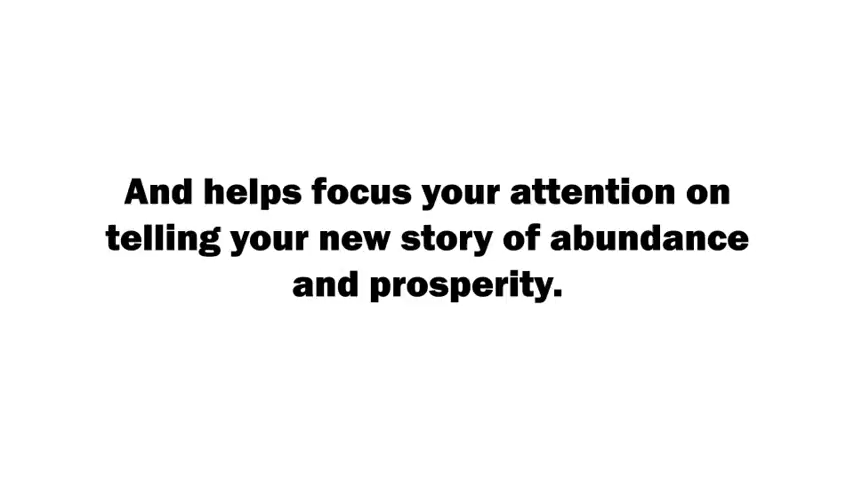 And helps focus your attention on
telling your new story of abundance
and prosperity.